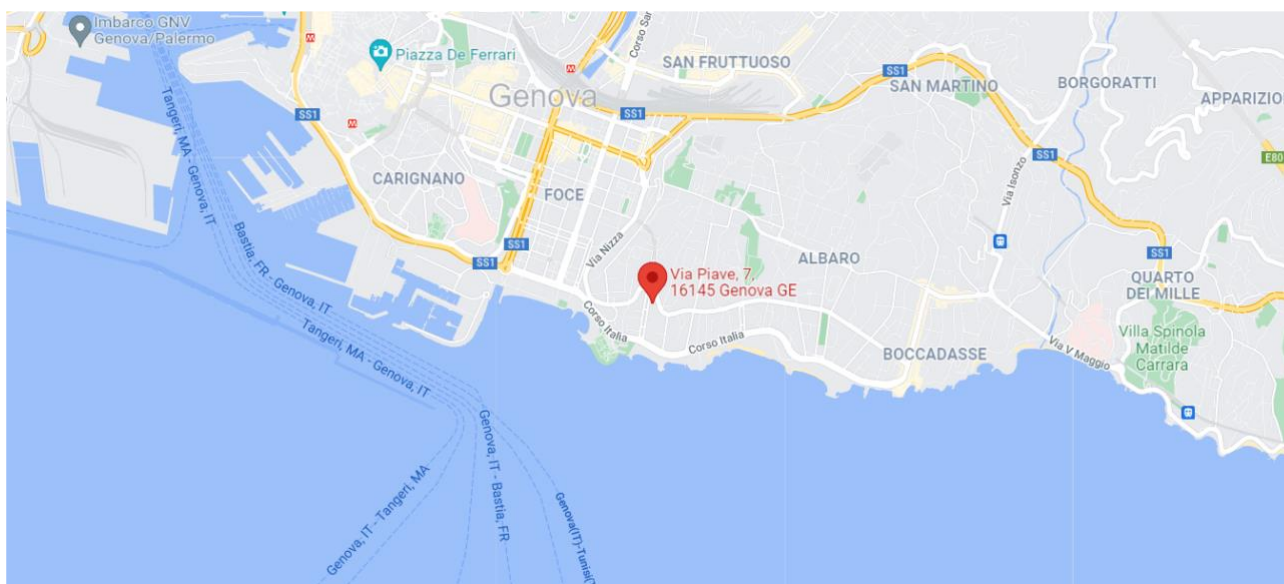 Imbarco GNV
Genova/Palermo
Piazza De Ferrari
Corso Sar
SAN FRUTTUOSO
SS1
SAN MARTINO
BORGORATTI
APPARIZIO
Genova
SS1
SS1
M
M
M
SS1
E80
Tangeri, MA - Genova, IT
CARIGNANO
FOCE
Via Isonzo
Bastia, FR - Genova, IT
SS1
SS1
Via Nizza
ALBARO
SS1
QUARTO
DEI MILLE
Via Piave, 7,
16145 Genova GE
Tangeri, MA - Genova, IT
Corso Italia
Corso Italia
BOCCADASSE
Via V Maggio
Villa Spinola
Matilde
Carrara
Genova, IT - Tangeri, MA
Genova, IT - Bastia, FR
Genova(IT)-Tunisi(